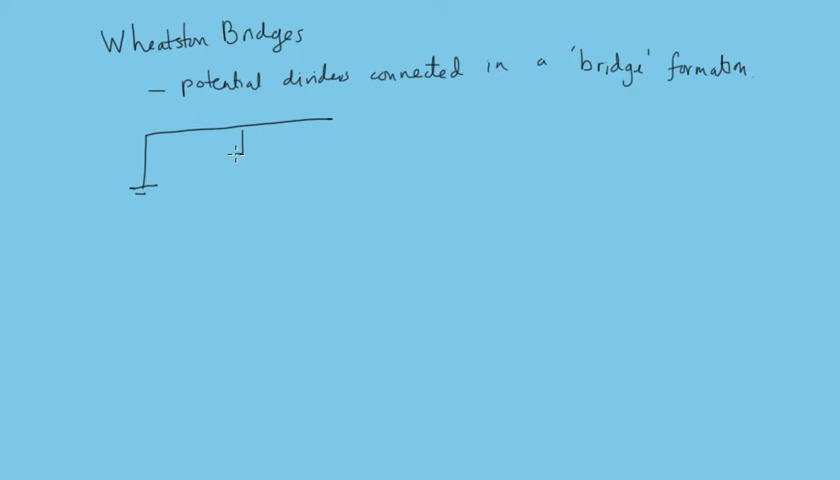 Wheatston Bridges
– potential dividers connected in a 'bridge' formation.